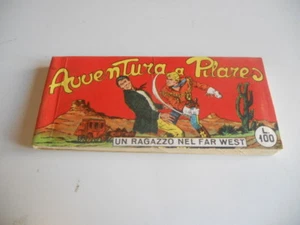 Avventura a Pilares
UN RAGAZZO NEL FAR WEST
L.
100